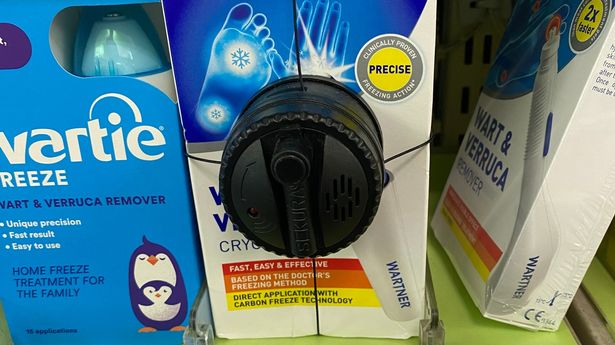 wartie
REEZE
WART & VERRUCA REMOVER
• Unique precision
• Fast result
• Easy to use
HOME FREEZE
TREATMENT FOR
THE FAMILY
15 applications
CLINICALLY PROVEN
PRECISE
FREEZING ACTION*
SEKURA
CRYO
FAST, EASY & EFFECTIVE
BASED ON THE DOCTOR'S
FREEZING METHOD
DIRECT APPLICATION WITH
CARBON FREEZE TECHNOLOGY
WARTNER
2x
faster
WART &
VERRUCA
REMOVER
WARTNER
CE